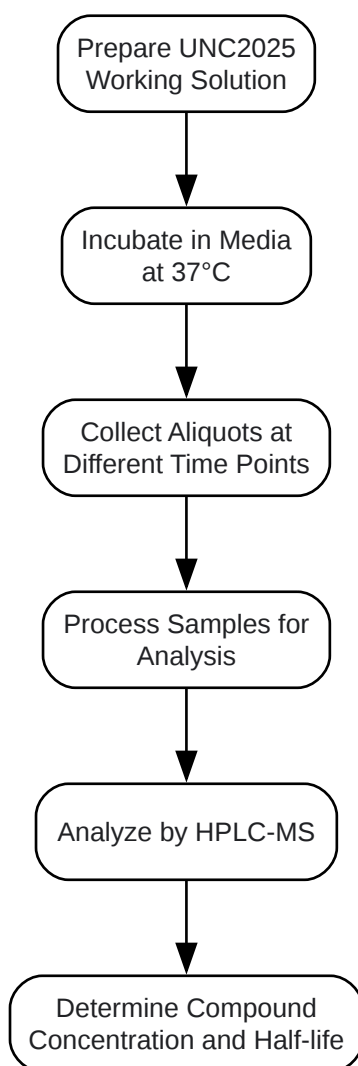 Prepare UNC2025
Working Solution
Incubate in Media
at 37°C
Collect Aliquots at
Different Time Points
Process Samples for
Analysis
Analyze by HPLC-MS
Determine Compound
Concentration and Half-life